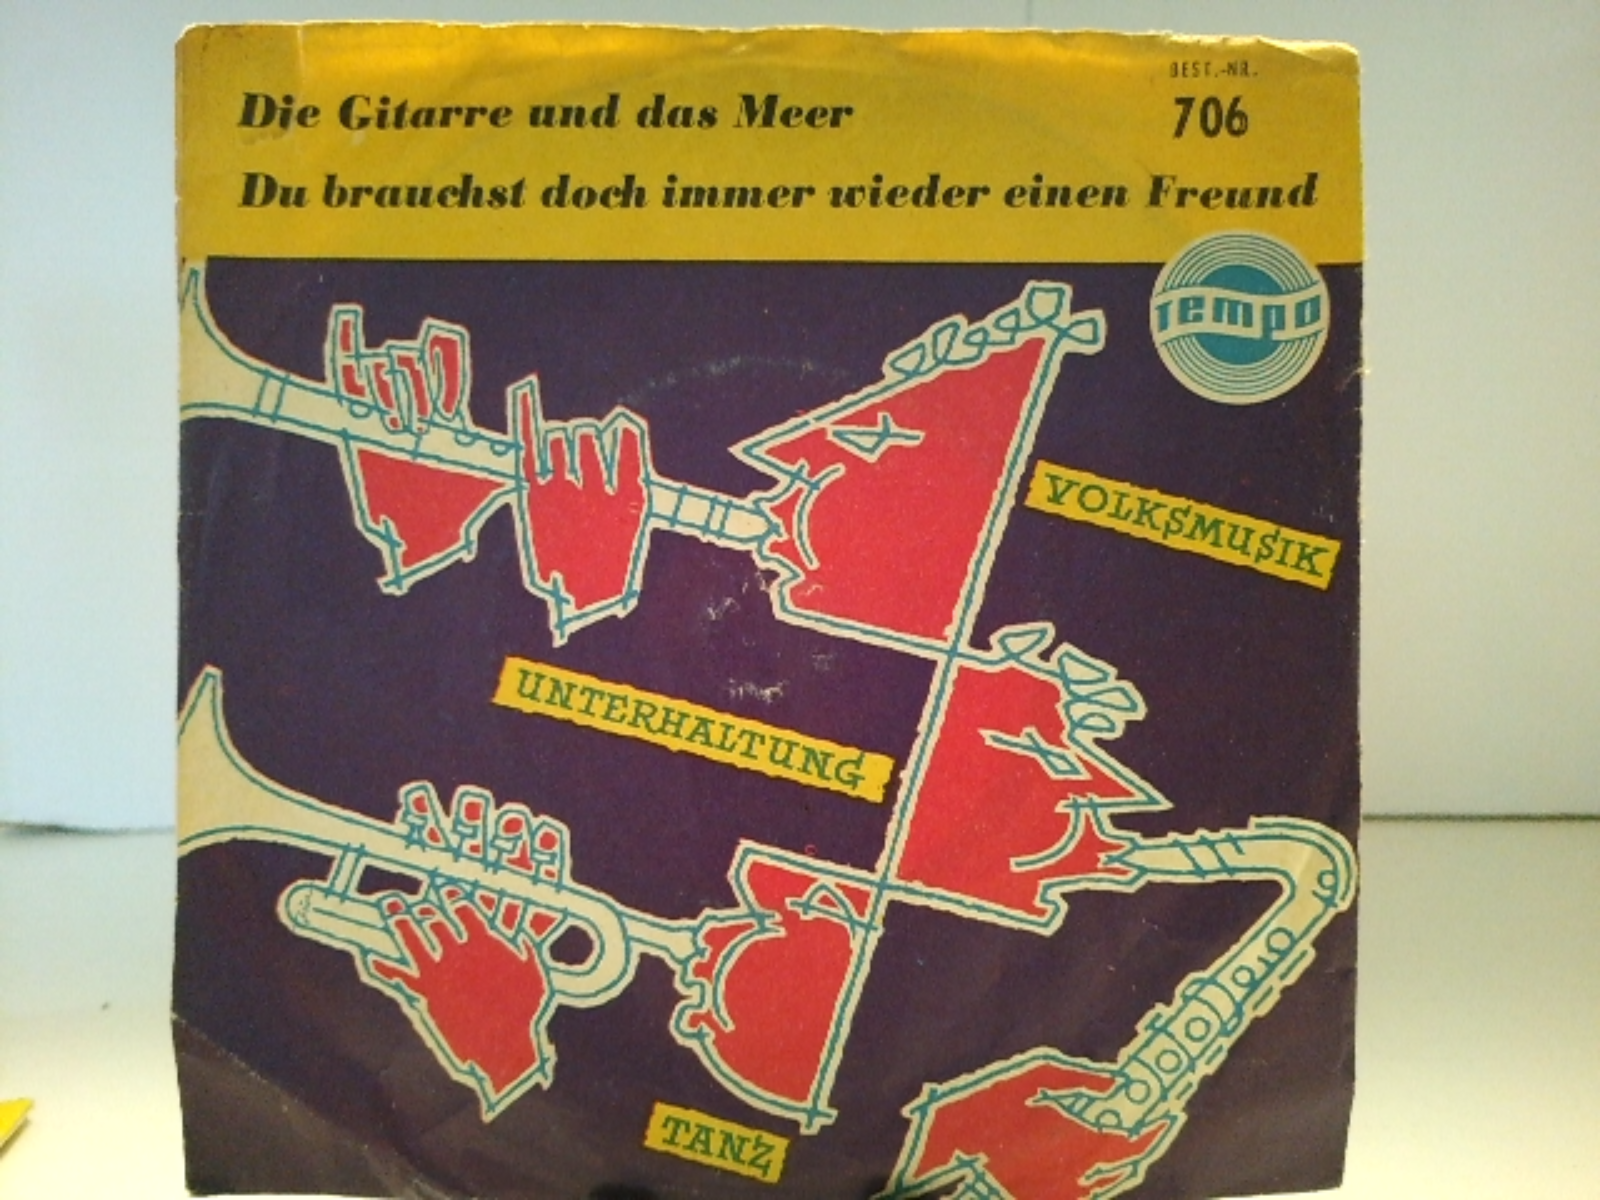 BEST.-NR.
Die Gitarre und das Meer
706
Du brauchst doch immer wieder einen Freund
Tempo
VOLKSMUSIK
UNTERHALTUNG
TANZ